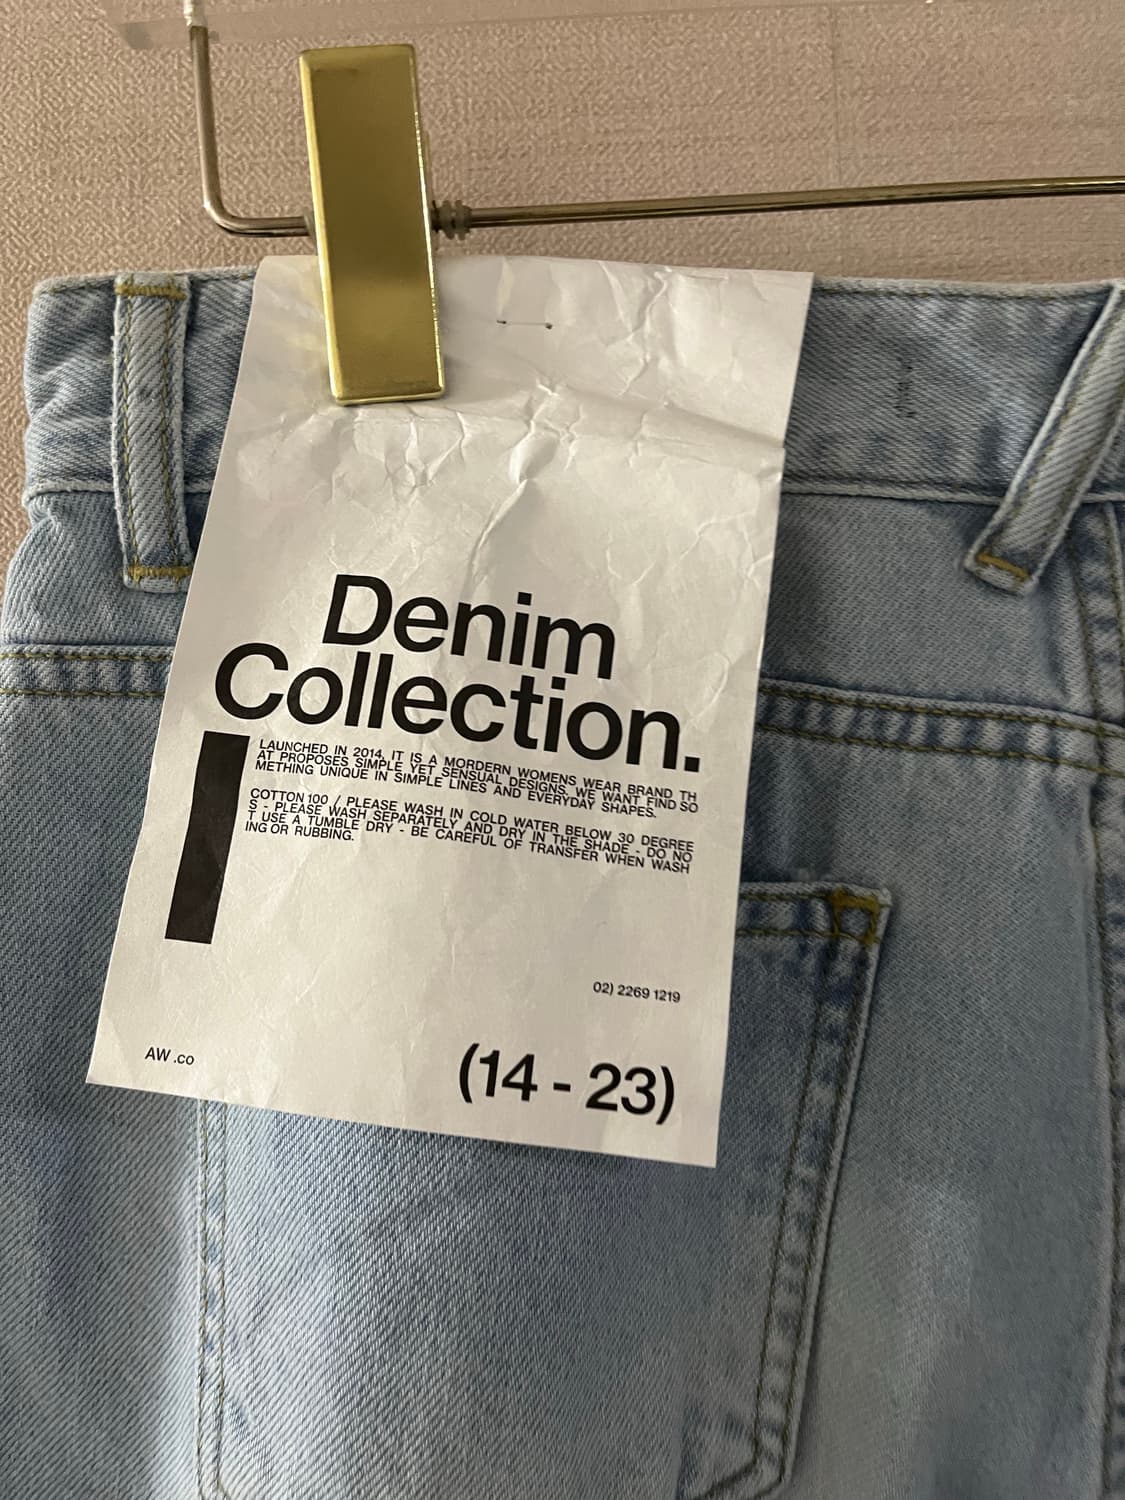 Denim
Collection.
LAUNCHED IN 2014, IT IS A MORDERN WOMENS WEAR BRAND TH
AT PROPOSES SIMPLE YET SENSUAL DESIGNS. WE WANT FIND SO
METHING UNIQUE IN SIMPLE LINES AND EVERYDAY SHAPES.
COTTON 100 / PLEASE WASH IN COLD WATER BELOW 30 DEGREE
S - PLEASE WASH SEPARATELY AND DRY IN THE SHADE - DO NO
T USE A TUMBLE DRY - BE CAREFUL OF TRANSFER WHEN WASH
ING OR RUBBING.
02) 2269 1219
AW .co
(14 - 23)